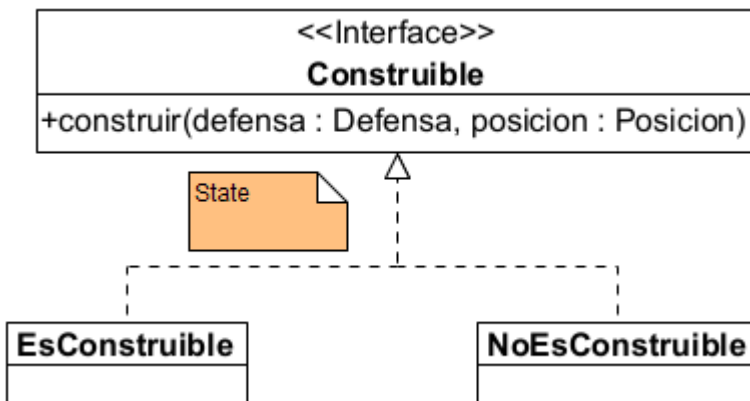 <<Interface>>
Construible
+construir(defensa : Defensa, posicion : Posicion)
State
EsConstruible
NoEsConstruible